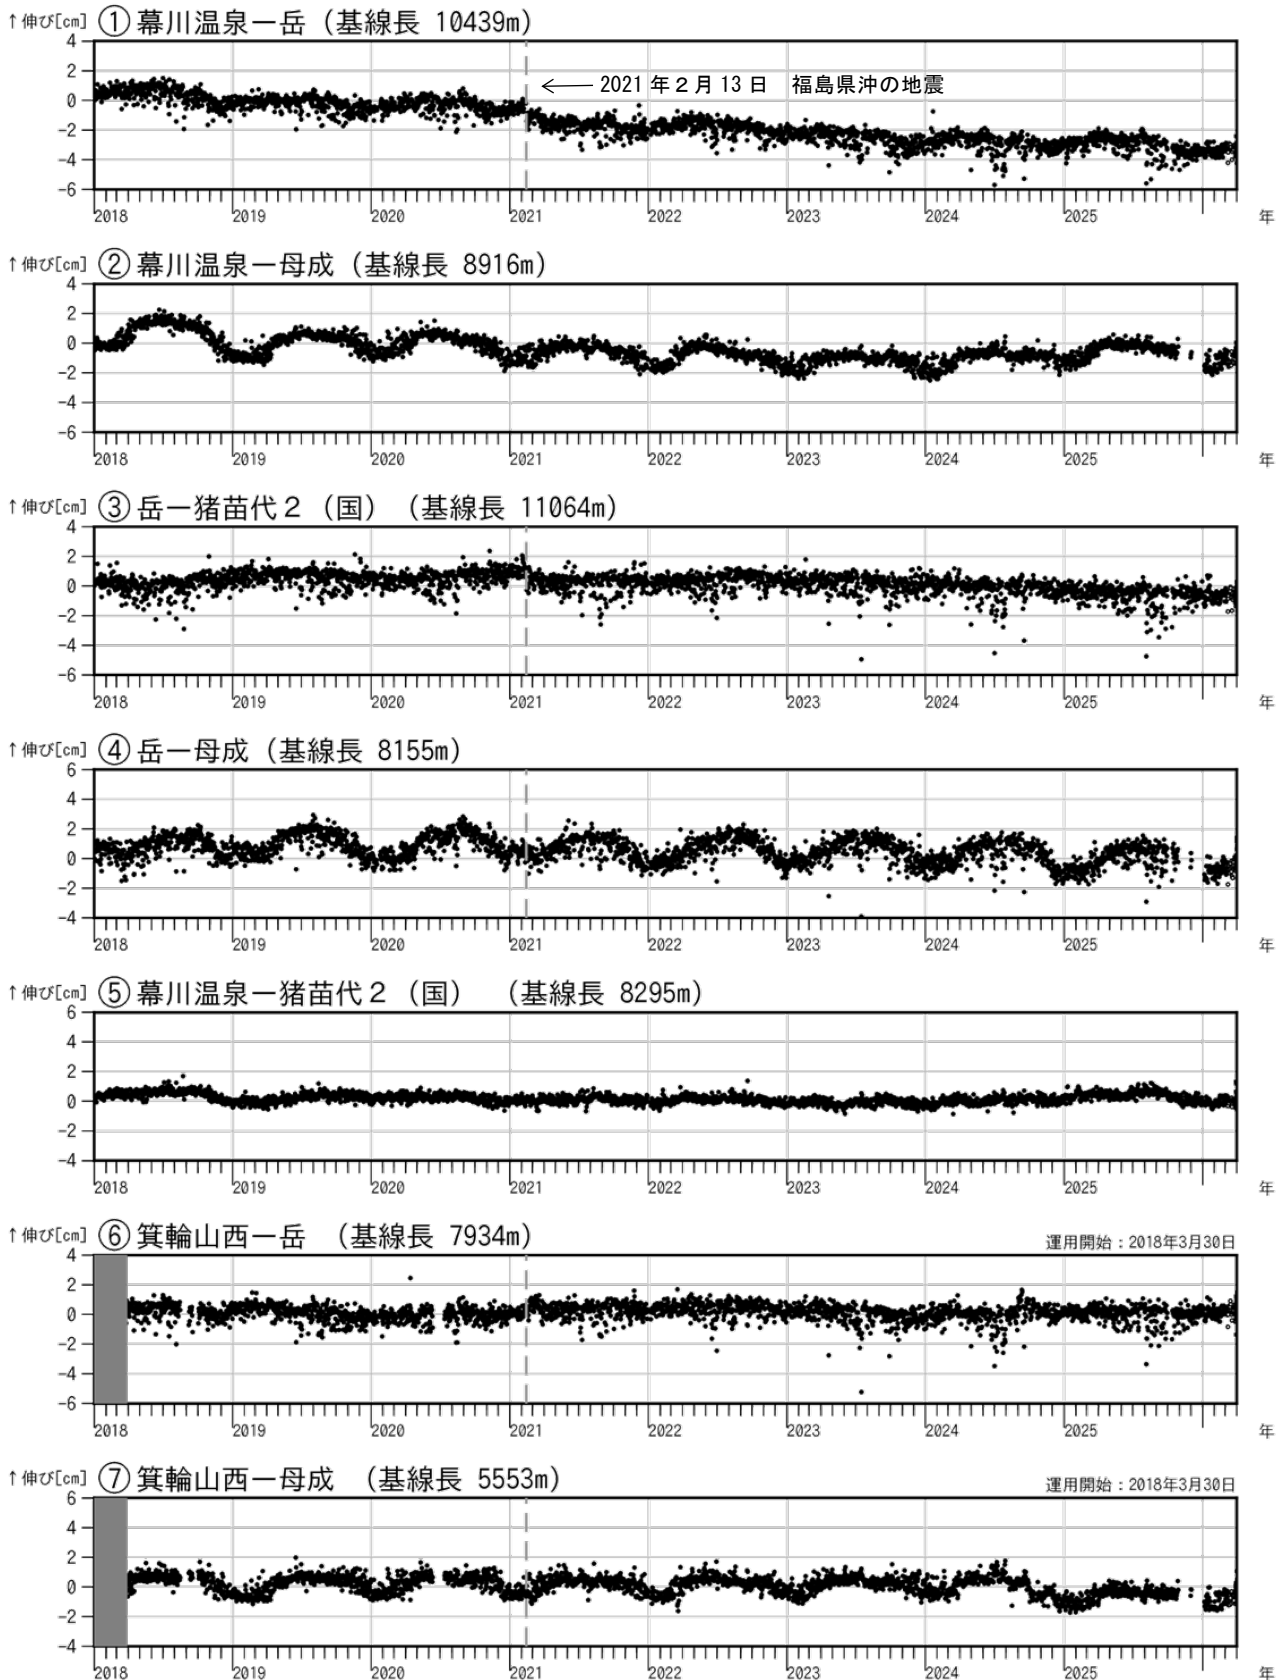 ↑伸び[cm] ①幕川温泉ー岳（基線長 10439m）
4
2
0
-2
-4
-6
← 2021年2月13日 福島県沖の地震
2018 2019 2020 2021 2022 2023 2024 2025 年
↑伸び[cm] ②幕川温泉ー母成（基線長 8916m）
4
2
0
-2
-4
-6
2018 2019 2020 2021 2022 2023 2024 2025 年
↑伸び[cm] ③岳ー猪苗代２（国）（基線長 11064m）
4
2
0
-2
-4
-6
2018 2019 2020 2021 2022 2023 2024 2025 年
↑伸び[cm] ④岳ー母成（基線長 8155m）
6
4
2
0
-2
-4
2018 2019 2020 2021 2022 2023 2024 2025 年
↑伸び[cm] ⑤幕川温泉ー猪苗代２（国）　（基線長 8295m）
6
4
2
0
-2
-4
2018 2019 2020 2021 2022 2023 2024 2025 年
↑伸び[cm] ⑥箕輪山西ー岳　（基線長 7934m） 運用開始：2018年3月30日
4
2
0
-2
-4
-6
2018 2019 2020 2021 2022 2023 2024 2025 年
↑伸び[cm] ⑦箕輪山西ー母成　（基線長 5553m） 運用開始：2018年3月30日
6
4
2
0
-2
-4
2018 2019 2020 2021 2022 2023 2024 2025 年